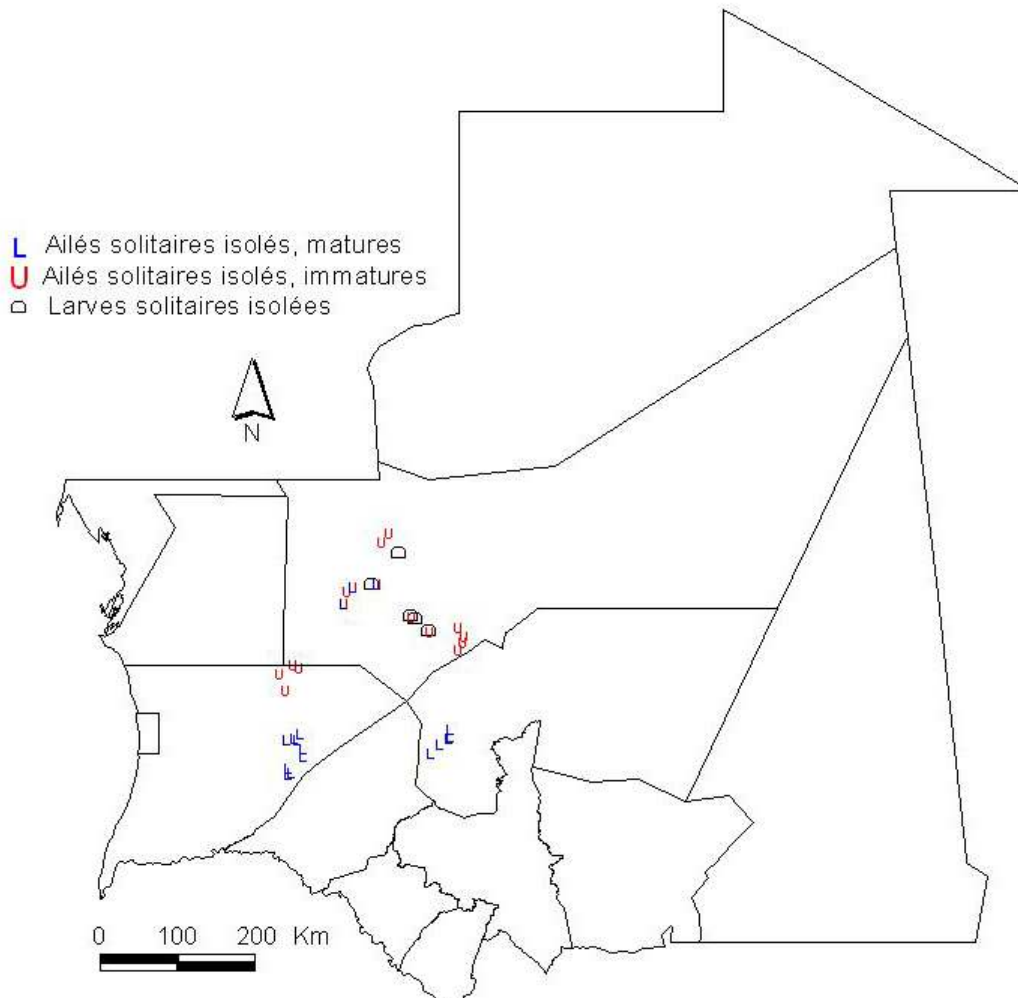 L Ailés solitaires isolés, matures
U Ailés solitaires isolés, immatures
Larves solitaires isolées
N
0 100 200 Km